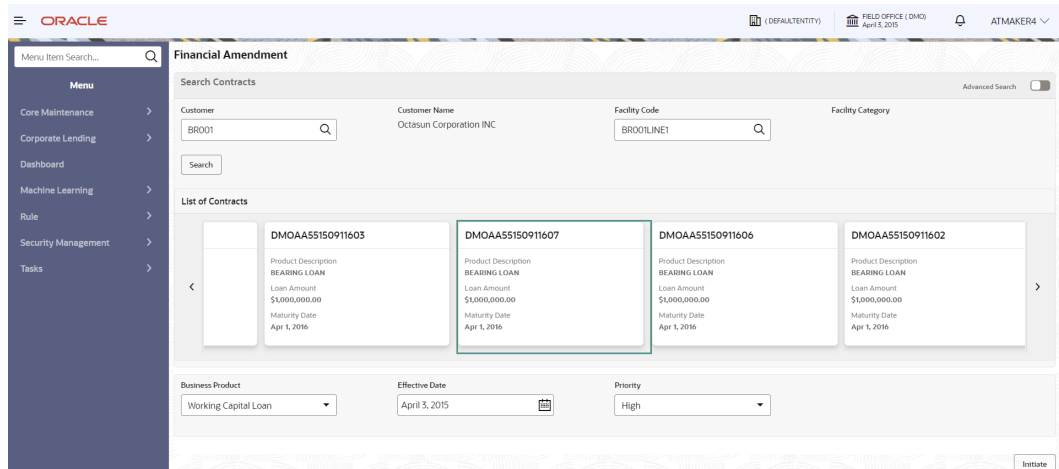 ORACLE
( DEFAULTENTITY)
FIELD OFFICE ( DMO)
April 3, 2015
ATMAKER4
Menu Item Search...
Menu
Core Maintenance
Corporate Lending
Dashboard
Machine Learning
Rule
Security Management
Tasks
Financial Amendment
Search Contracts
Advanced Search
Customer
Customer Name
Facility Code
Facility Category
BR001
Octasun Corporation INC
BR001LINE1
Search
List of Contracts
DMOAA55150911603
Product Description
BEARING LOAN
Loan Amount
$1,000,000.00
Maturity Date
Apr 1, 2016
DMOAA55150911607
Product Description
BEARING LOAN
Loan Amount
$1,000,000.00
Maturity Date
Apr 1, 2016
DMOAA55150911606
Product Description
BEARING LOAN
Loan Amount
$1,000,000.00
Maturity Date
Apr 1, 2016
DMOAA55150911602
Product Description
BEARING LOAN
Loan Amount
$1,000,000.00
Maturity Date
Apr 1, 2016
Business Product
Effective Date
Priority
Working Capital Loan
April 3, 2015
High
Initiate